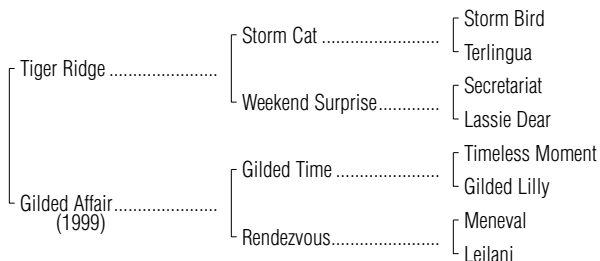 Storm Bird
Storm Cat ........................
Terlingua
Tiger Ridge ......................
Secretariat
Weekend Surprise.............
Lassie Dear
Timeless Moment
Gilded Time .....................
Gilded Lilly
Gilded Affair.....................
(1999)
Meneval
Rendezvous......................
Leilani